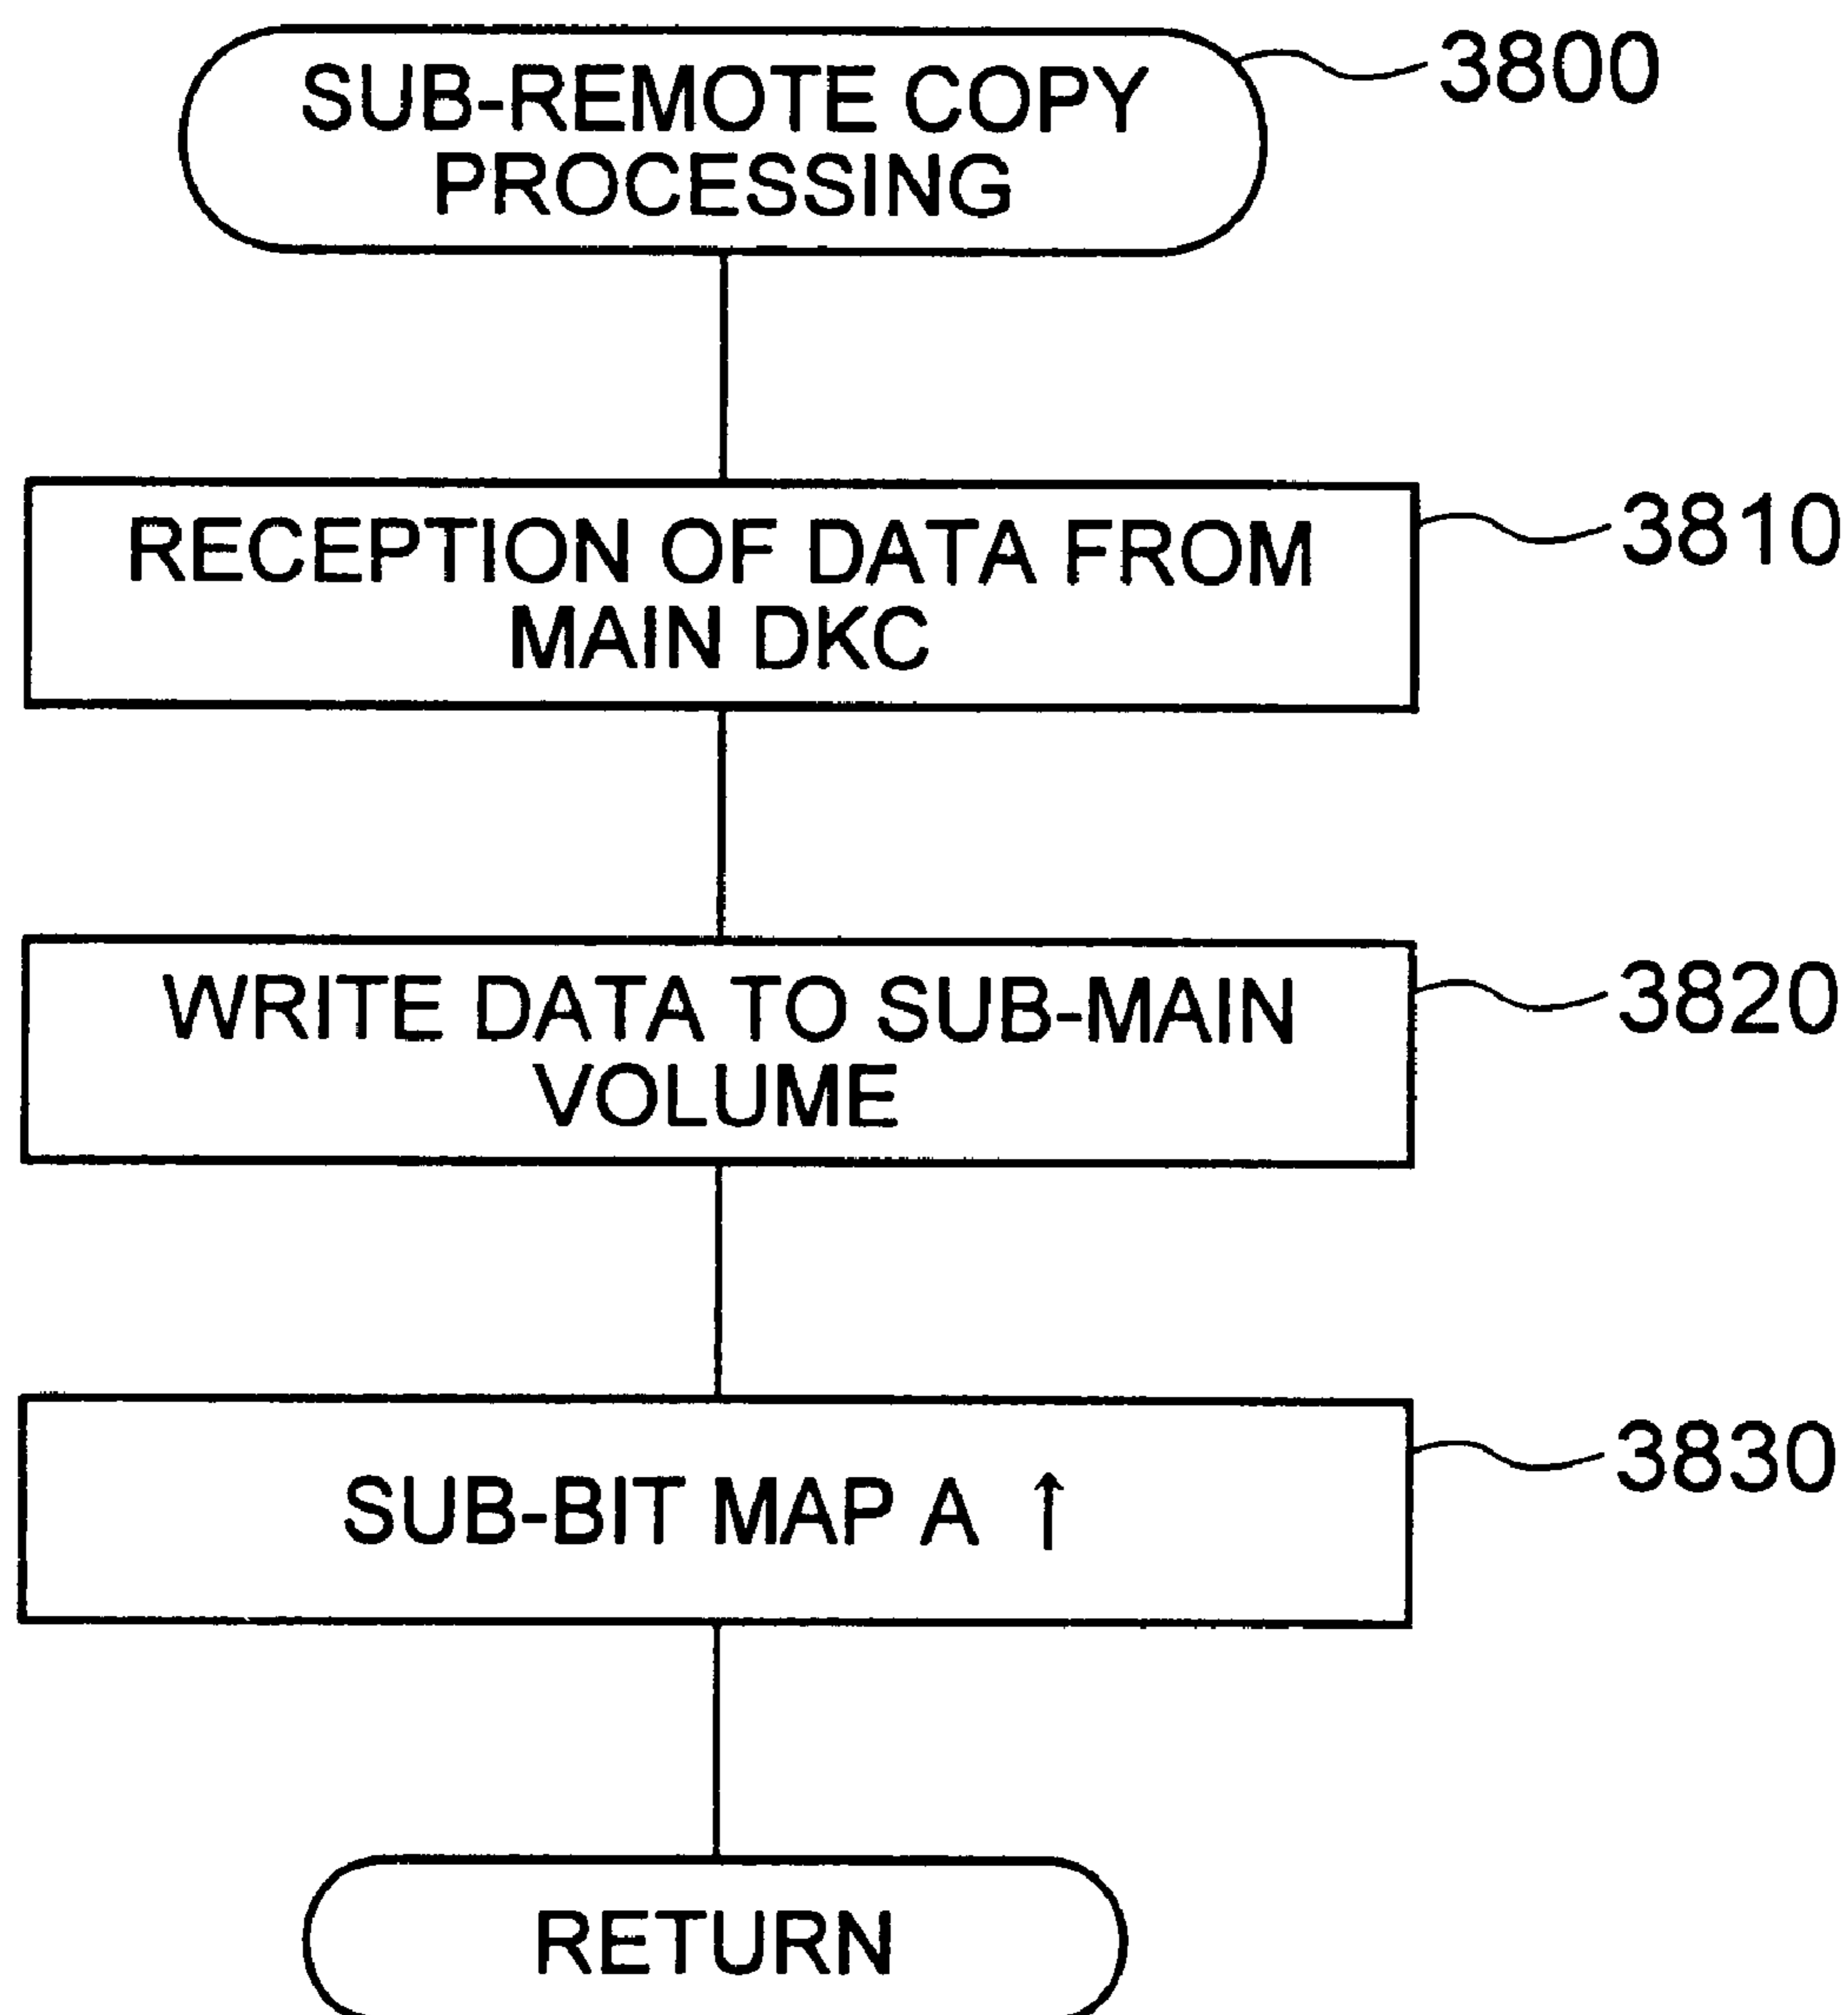 SUB-REMOTE COPY
PROCESSING
3800
RECEPTION OF DATA FROM
MAIN DKC
3810
WRITE DATA TO SUB-MAIN
VOLUME
3820
SUB-BIT MAP A ↑
3830
RETURN